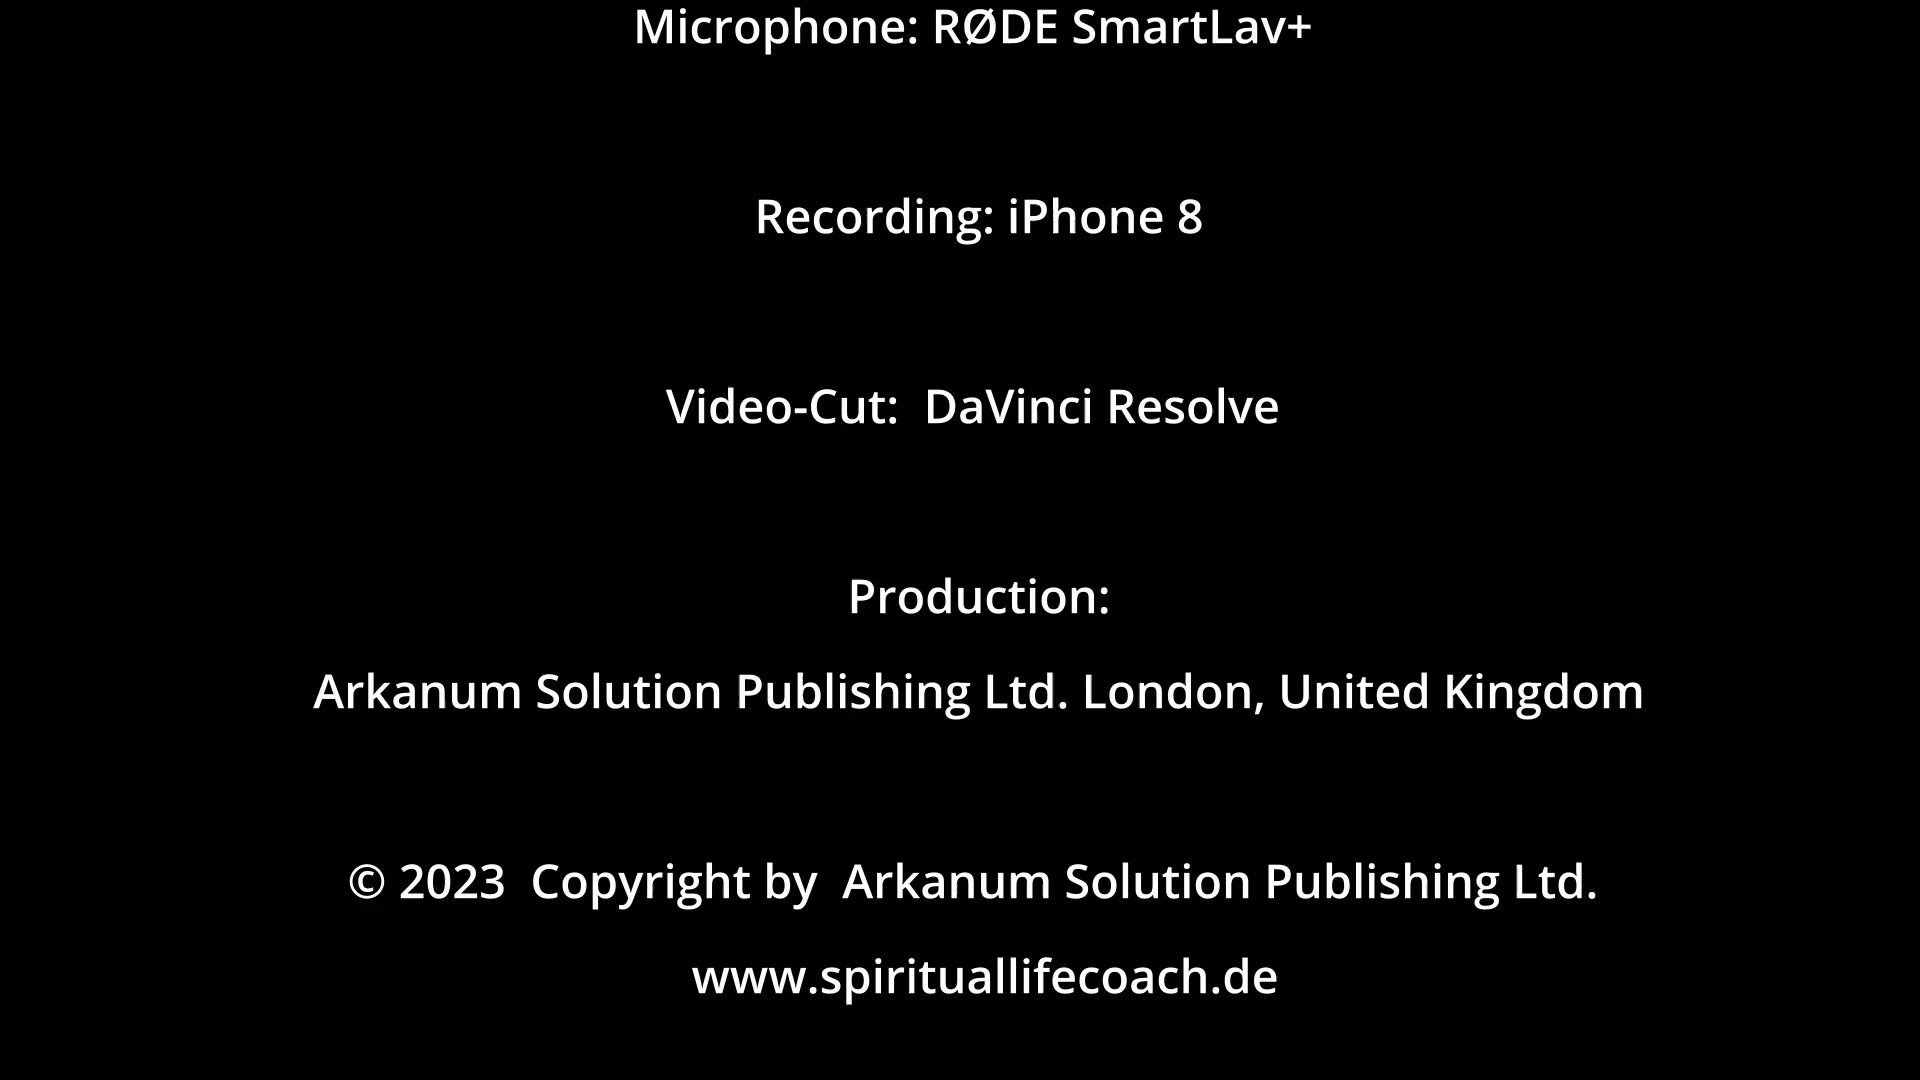 Microphone: RØDE SmartLav+
Recording: iPhone 8
Video-Cut:  DaVinci Resolve
Production:
Arkanum Solution Publishing Ltd. London, United Kingdom
© 2023  Copyright by  Arkanum Solution Publishing Ltd.
www.spirituallifecoach.de